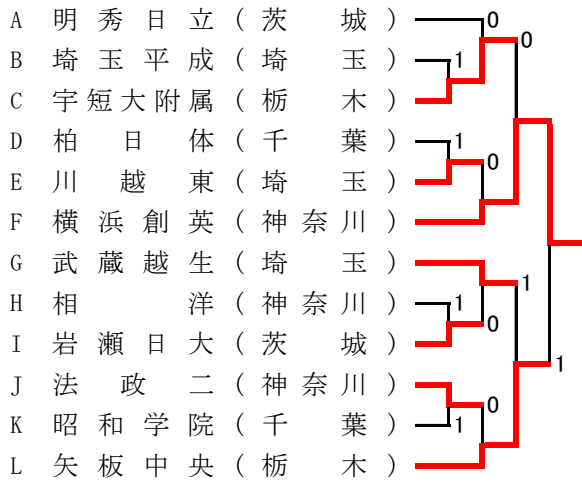 A 明秀日立(茨城) 0
0
B 埼玉平成(埼玉) 1
C 宇短大附属(栃木)
D 柏日体(千葉) 1
0
E 川越東(埼玉)
F 横浜創英(神奈川)
G 武蔵越生(埼玉)
1
H 相洋(神奈川) 1
0
I 岩瀬日大(茨城)
1
J 法政二(神奈川)
0
K 昭和学院(千葉) 1
L 矢板中央(栃木)